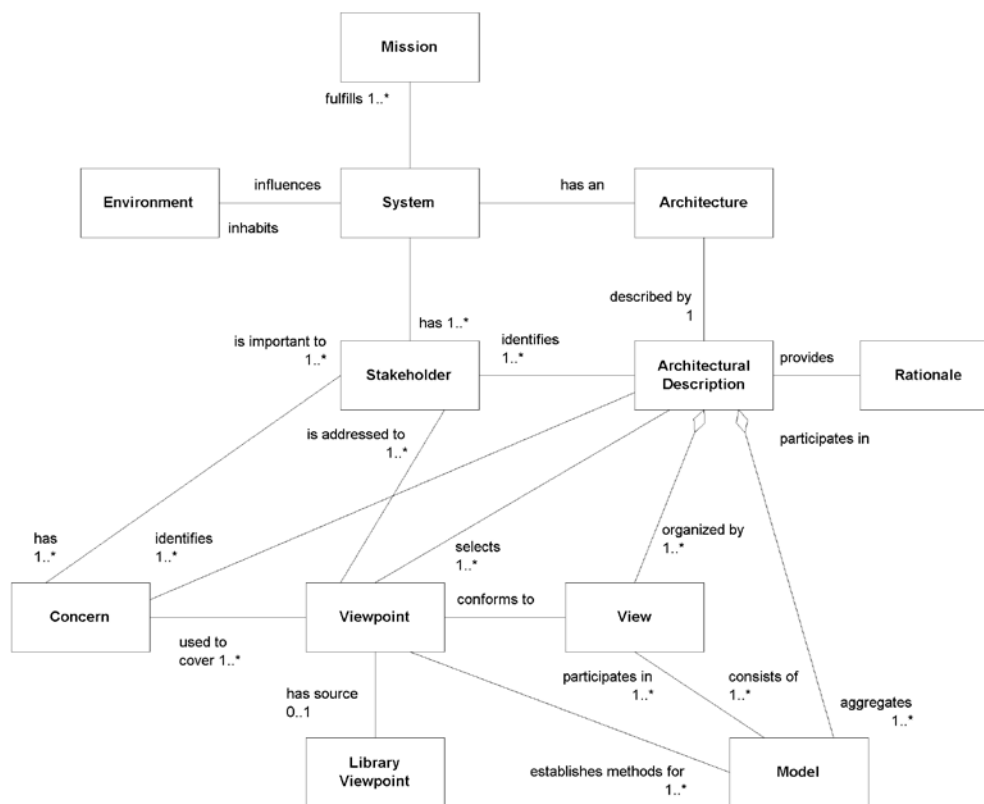 Mission
fulfills 1..*
influences
has an
Environment
System
Architecture
inhabits
described by
1
has 1..*
identifies
1..*
is important to
1..*
provides
Stakeholder
Architectural
Description
Rationale
is addressed to
1..*
participates in
has
1..*
identifies
1..*
selects
1..*
organized by
1..*
conforms to
Concern
Viewpoint
View
used to
cover 1..*
participates in
1..*
consists of
1..*
has source
0..1
aggregates
1..*
Library
Viewpoint
establishes methods for
1..*
Model